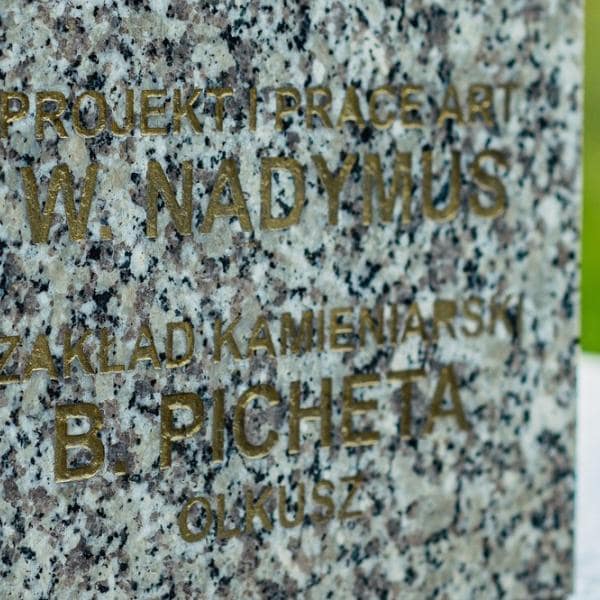 PROJEKT I PRACE ART
W. NADYMUS
ZAKŁAD KAMIENIARSKI
B. PICHETA
OLKUSZ